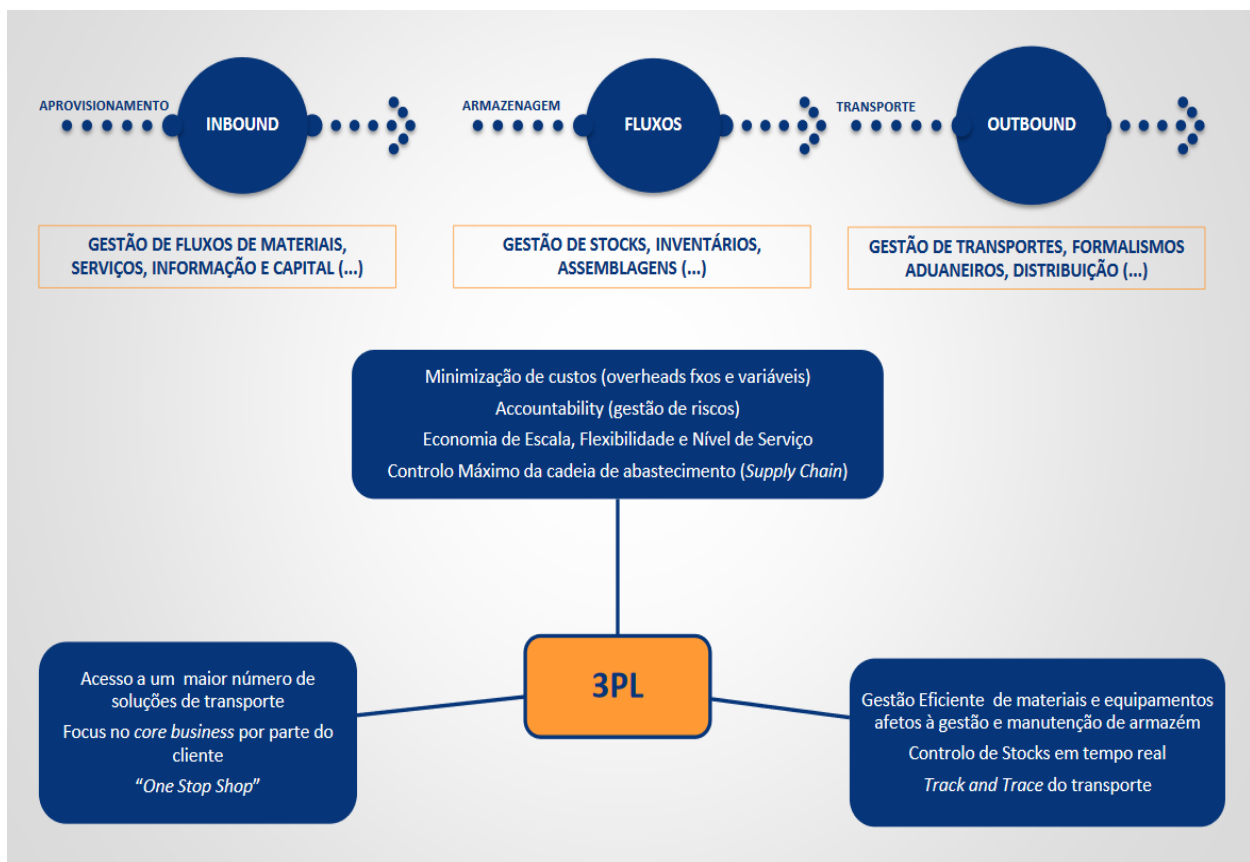 APROVISIONAMENTO
INBOUND
ARMAZENAGEM
FLUXOS
TRANSPORTE
OUTBOUND
GESTÃO DE FLUXOS DE MATERIAIS,
SERVIÇOS, INFORMAÇÃO E CAPITAL (...)
GESTÃO DE STOCKS, INVENTÁRIOS,
ASSEMBLAGENS (...)
GESTÃO DE TRANSPORTES, FORMALISMOS
ADUANEIROS, DISTRIBUIÇÃO (...)
Minimização de custos (overheads fxos e variáveis)
Accountability (gestão de riscos)
Economia de Escala, Flexibilidade e Nível de Serviço
Controlo Máximo da cadeia de abastecimento (Supply Chain)
3PL
Acesso a um maior número de
soluções de transporte
Focus no core business por parte do
cliente
“One Stop Shop”
Gestão Eficiente de materiais e equipamentos
afetos à gestão e manutenção de armazém
Controlo de Stocks em tempo real
Track and Trace do transporte